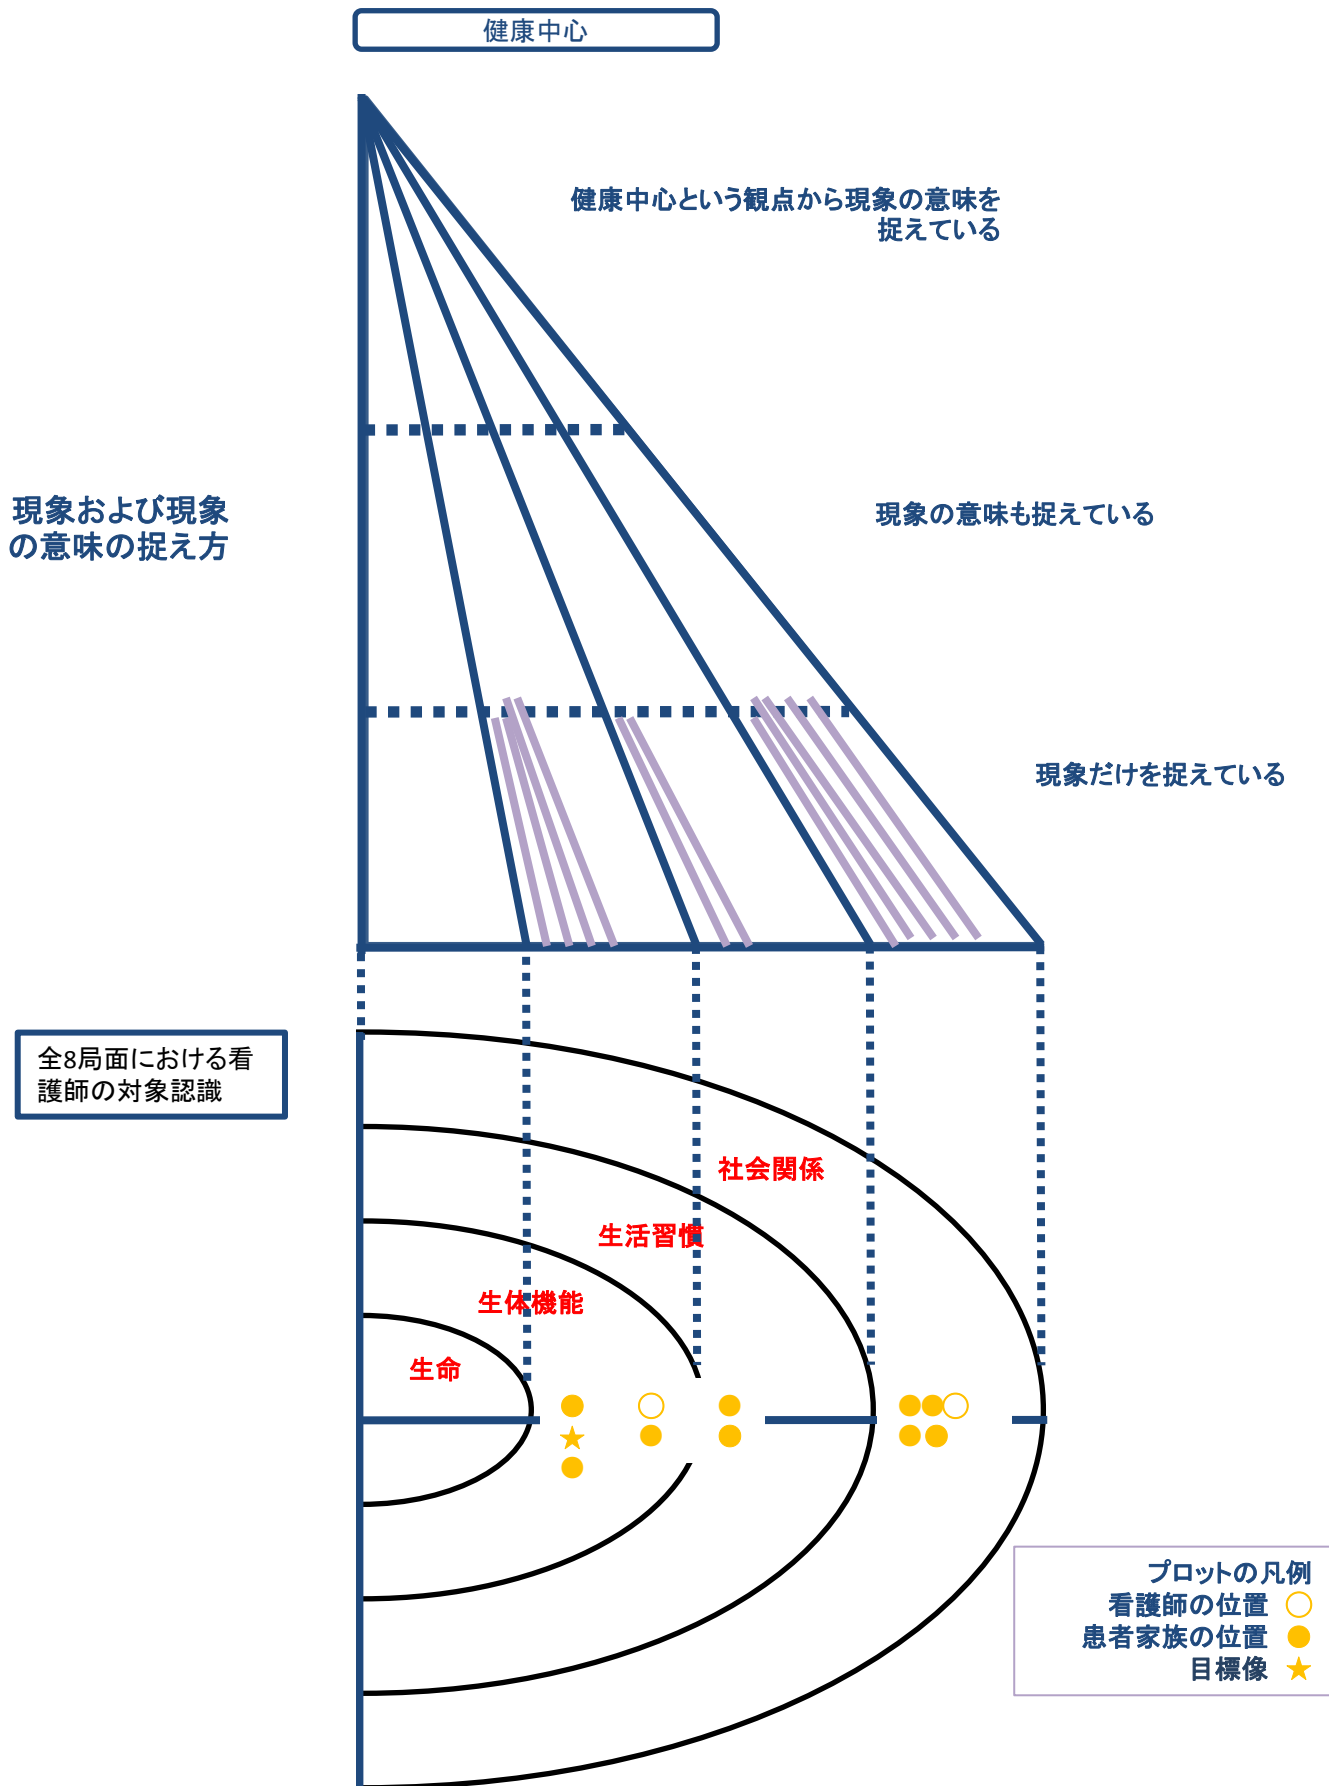 健康中心
健康中心という観点から現象の意味を
捉えている
現象および現象
の意味の捉え方
現象の意味も捉えている
現象だけを捉えている
全8局面における看
護師の対象認識
社会関係
生活習慣
生体機能
生命
プロットの凡例
看護師の位置
患者家族の位置
目標像